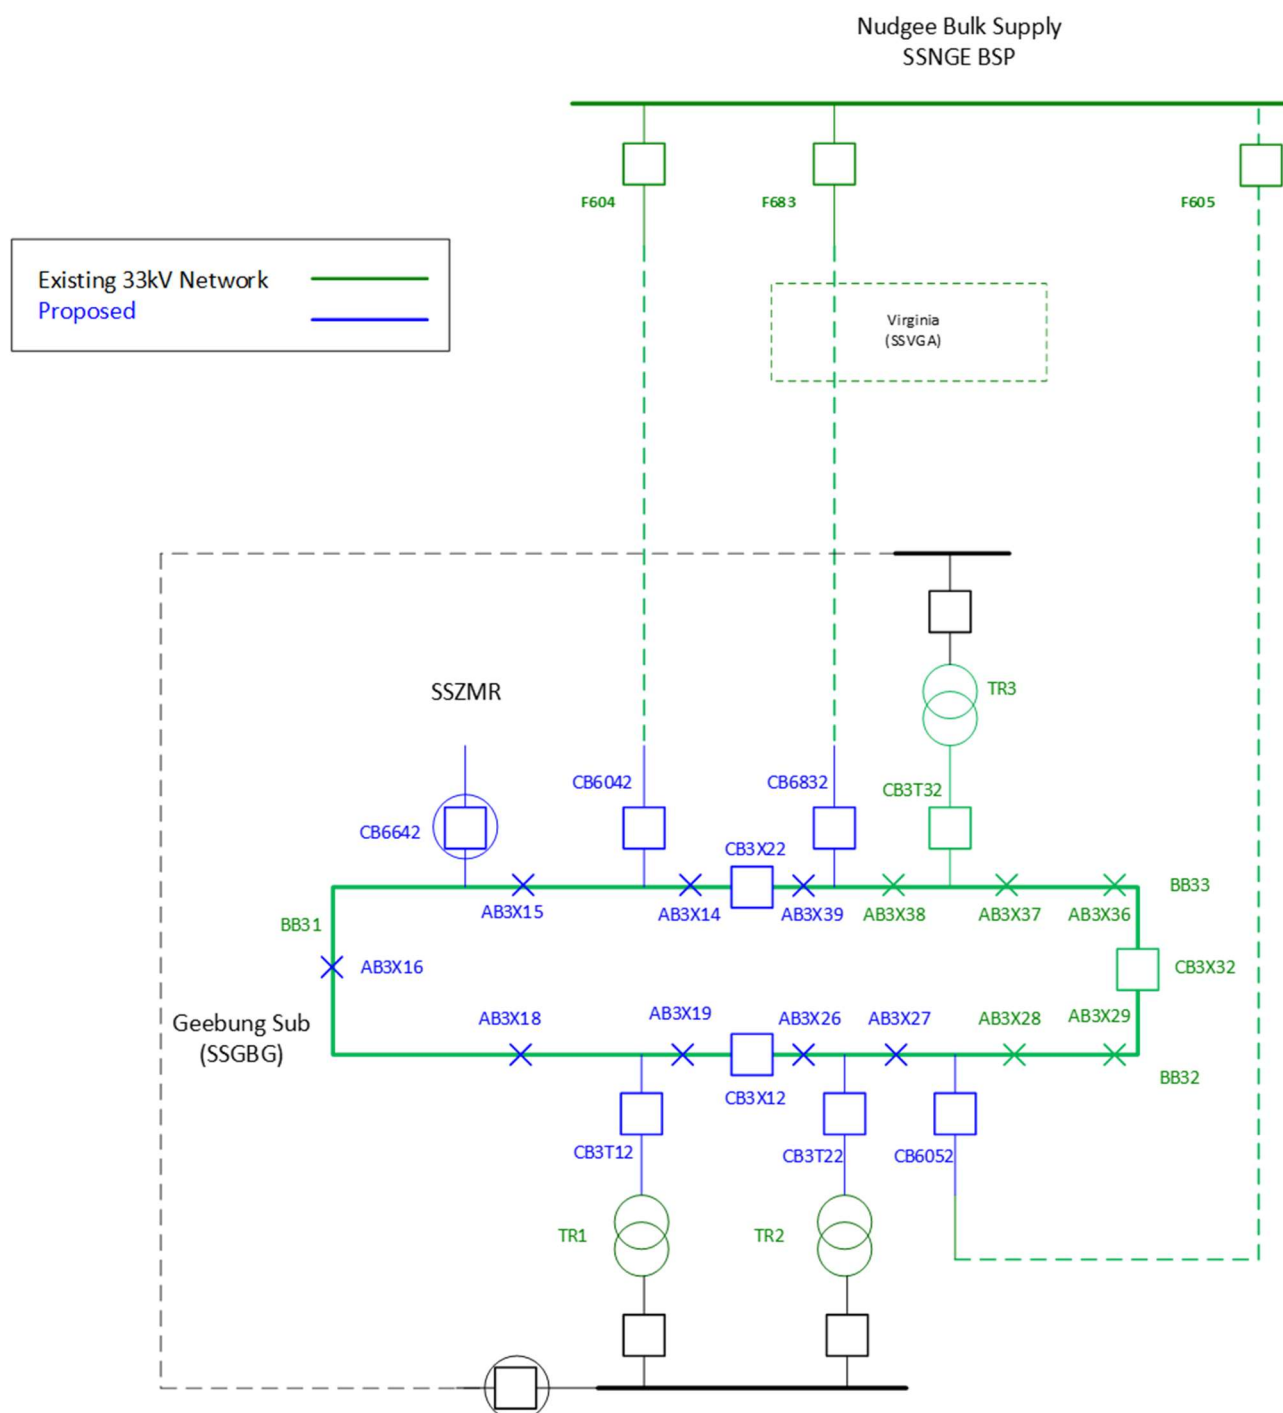 Nudgee Bulk Supply
SSNGE BSP
F604
F683
F605
Existing 33kV Network
Proposed
Virginia
(SSVGA)
SSZMR
TR3
CB6042
CB6832
CB3T32
CB6642
CB3X22
AB3X15
AB3X14
AB3X39
AB3X38
AB3X37
AB3X36
BB33
BB31
AB3X16
CB3X32
Geebung Sub
(SSGBG)
AB3X18
AB3X19
AB3X26
AB3X27
AB3X28
AB3X29
BB32
CB3X12
CB3T12
CB3T22
CB6052
TR1
TR2